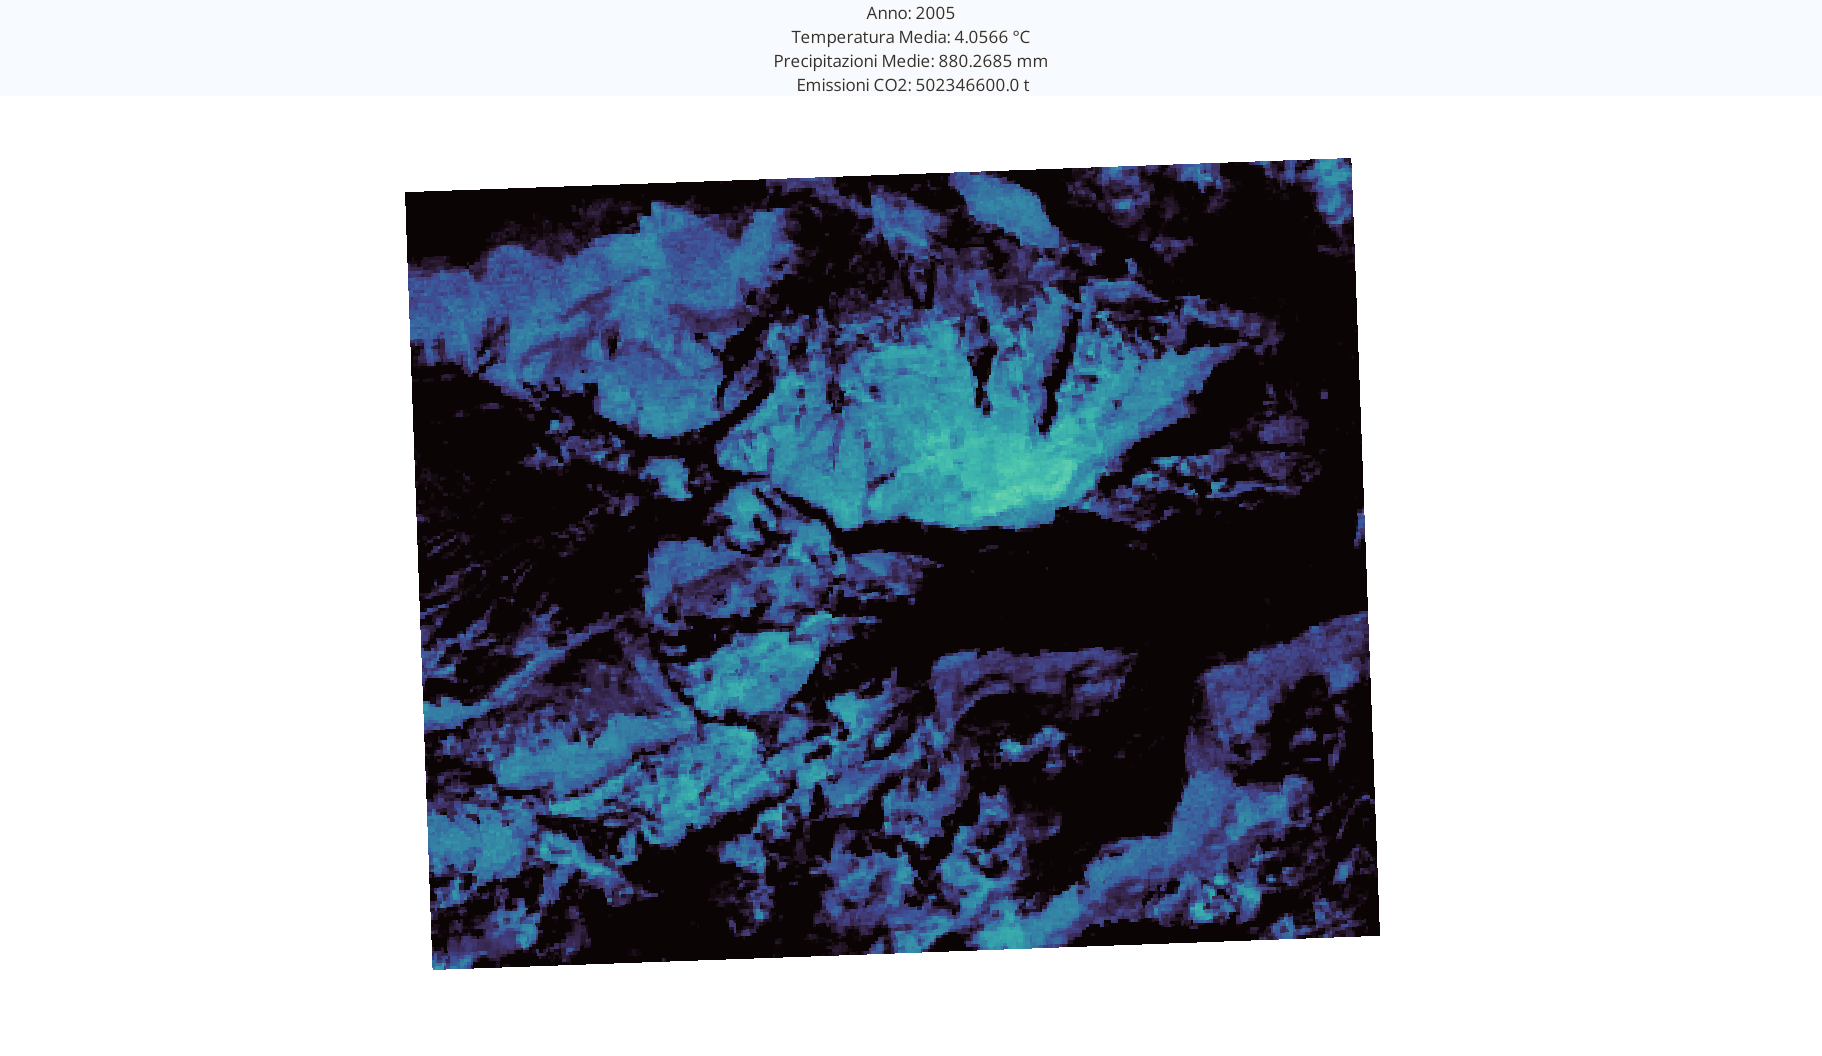 Anno: 2005
Temperatura Media: 4.0566 °C
Precipitazioni Medie: 880.2685 mm
Emissioni CO2: 502346600.0 t